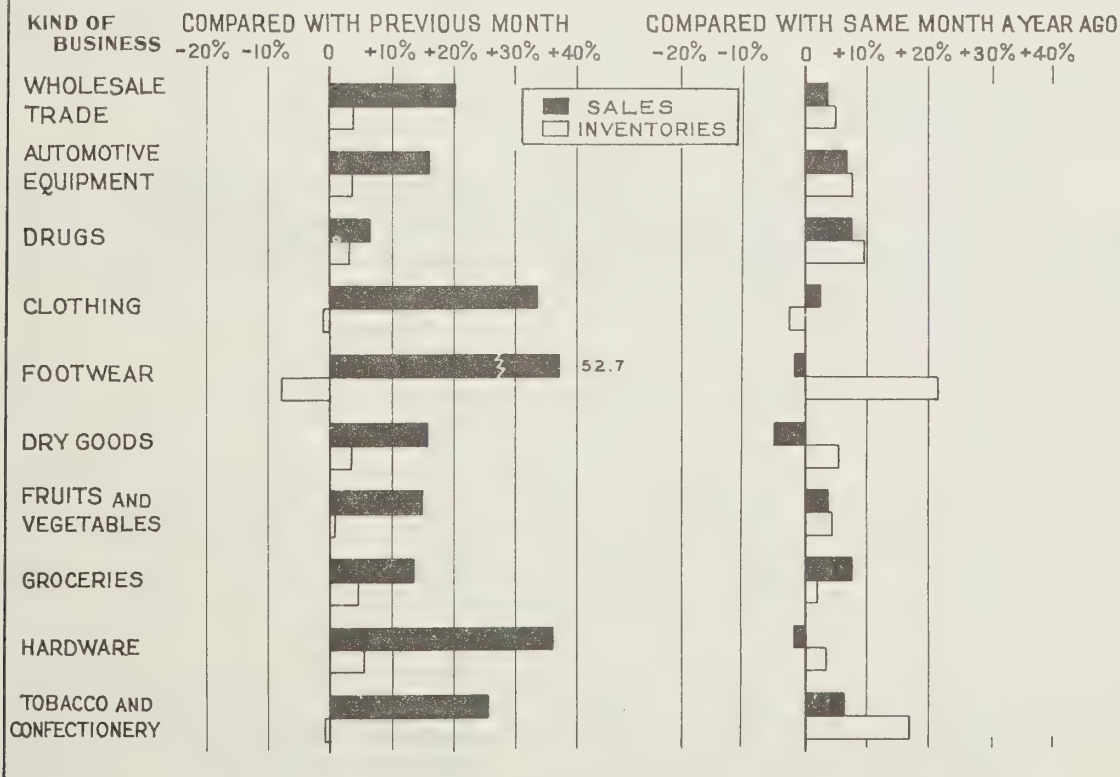 KIND OF BUSINESS
COMPARED WITH PREVIOUS MONTH
-20% -10% 0 +10% +20% +30% +40%
COMPARED WITH SAME MONTH A YEAR AGO
-20% -10% 0 +10% +20% +30% +40%
SALES
INVENTORIES
WHOLESALE
TRADE
AUTOMOTIVE
EQUIPMENT
DRUGS
CLOTHING
FOOTWEAR
52.7
DRY GOODS
FRUITS AND
VEGETABLES
GROCERIES
HARDWARE
TOBACCO AND
CONFECTIONERY